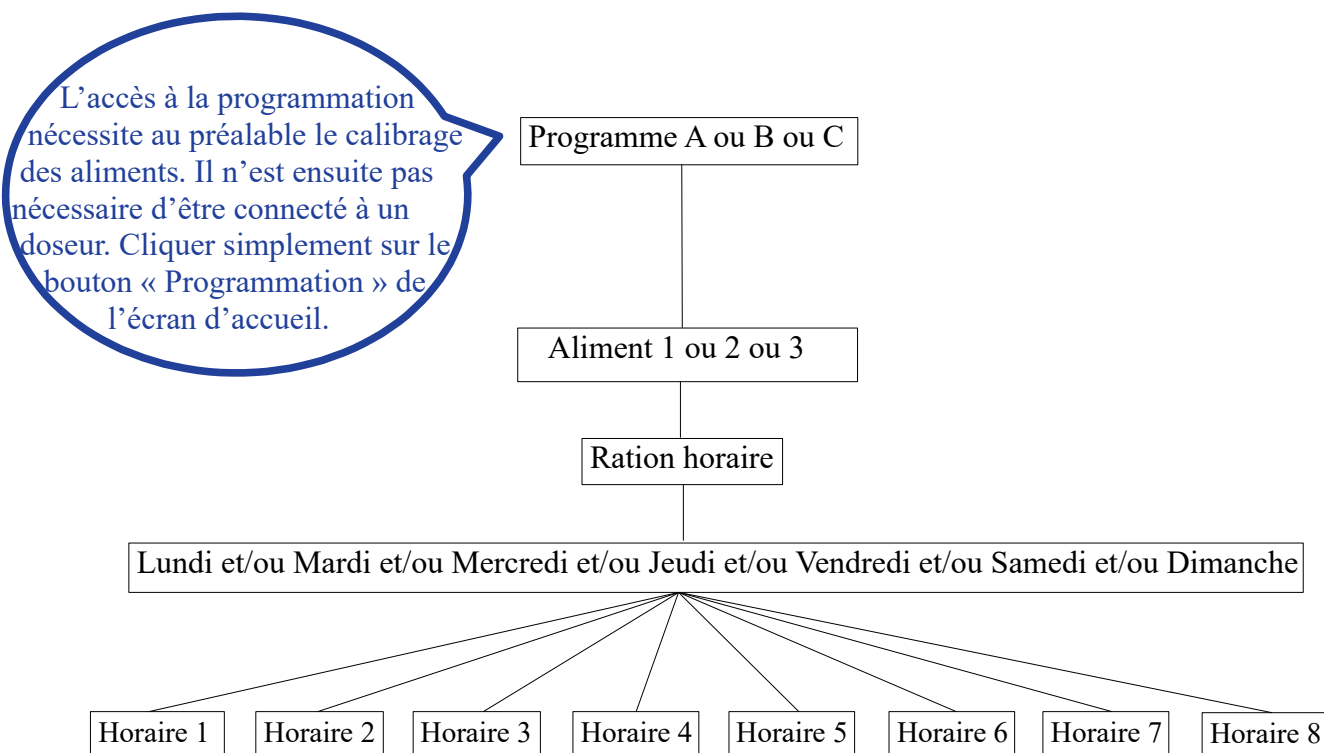 L’accès à la programmation
nécessite au préalable le calibrage
des aliments. Il n’est ensuite pas
nécessaire d’être connecté à un
doseur. Cliquer simplement sur le
bouton « Programmation » de
l’écran d’accueil.
Programme A ou B ou C
Aliment 1 ou 2 ou 3
Ration horaire
Lundi et/ou Mardi et/ou Mercredi et/ou Jeudi et/ou Vendredi et/ou Samedi et/ou Dimanche
Horaire 1
Horaire 2
Horaire 3
Horaire 4
Horaire 5
Horaire 6
Horaire 7
Horaire 8